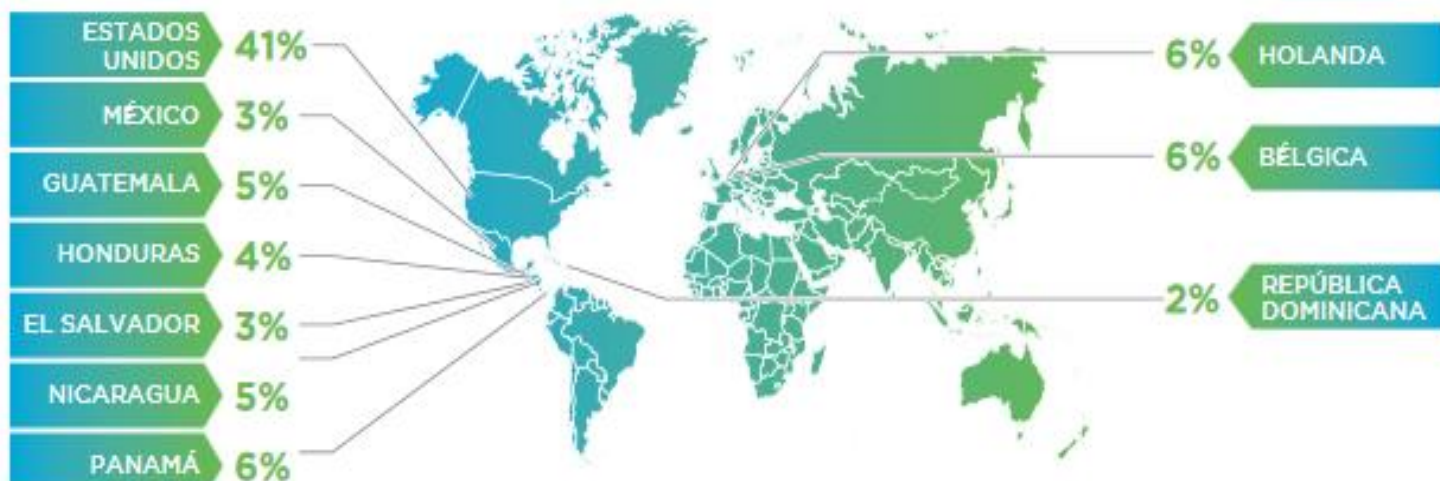 ESTADOS
UNIDOS
41%
MÉXICO
3%
GUATEMALA
5%
HONDURAS
4%
EL SALVADOR
3%
NICARAGUA
5%
PANAMÁ
6%
6%
HOLANDA
6%
BÉLGICA
2%
REPÚBLICA
DOMINICANA